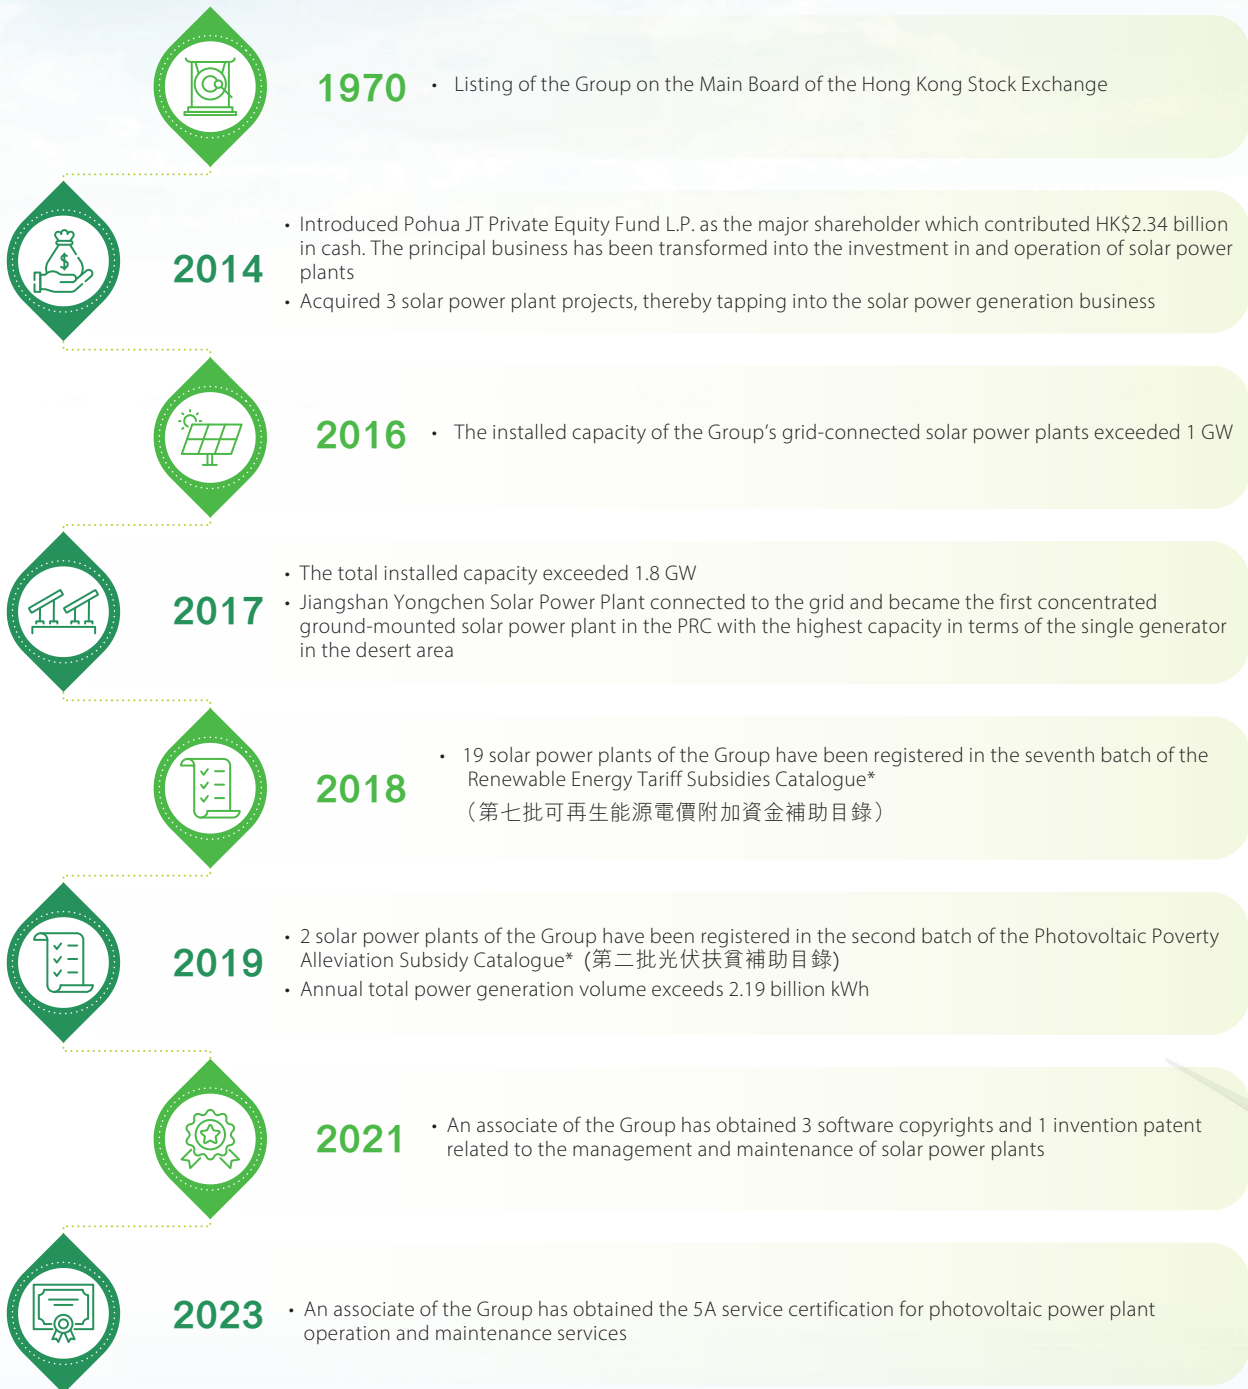 1970
• Listing of the Group on the Main Board of the Hong Kong Stock Exchange
2014
• Introduced Pohua JT Private Equity Fund L.P. as the major shareholder which contributed HK$2.34 billion
in cash. The principal business has been transformed into the investment in and operation of solar power
plants
• Acquired 3 solar power plant projects, thereby tapping into the solar power generation business
2016
• The installed capacity of the Group’s grid-connected solar power plants exceeded 1 GW
2017
• The total installed capacity exceeded 1.8 GW
• Jiangshan Yongchen Solar Power Plant connected to the grid and became the first concentrated
ground-mounted solar power plant in the PRC with the highest capacity in terms of the single generator
in the desert area
2018
• 19 solar power plants of the Group have been registered in the seventh batch of the
Renewable Energy Tariff Subsidies Catalogue*
（第七批可再生能源電價附加資金補助目錄）
2019
• 2 solar power plants of the Group have been registered in the second batch of the Photovoltaic Poverty
Alleviation Subsidy Catalogue* (第二批光伏扶貧補助目錄)
• Annual total power generation volume exceeds 2.19 billion kWh
2021
• An associate of the Group has obtained 3 software copyrights and 1 invention patent
related to the management and maintenance of solar power plants
2023
• An associate of the Group has obtained the 5A service certification for photovoltaic power plant
operation and maintenance services